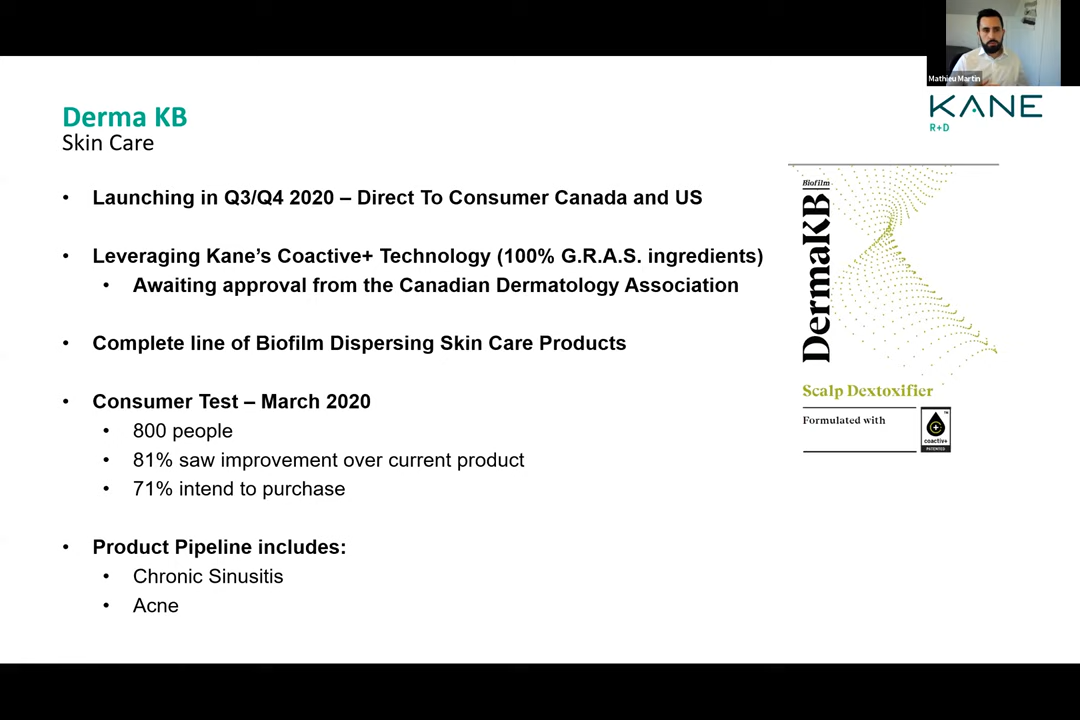 Mathieu Martin
KANE
R+D
Derma KB
Skin Care
• Launching in Q3/Q4 2020 – Direct To Consumer Canada and US
• Leveraging Kane’s Coactive+ Technology (100% G.R.A.S. ingredients)
• Awaiting approval from the Canadian Dermatology Association
• Complete line of Biofilm Dispersing Skin Care Products
• Consumer Test – March 2020
• 800 people
• 81% saw improvement over current product
• 71% intend to purchase
• Product Pipeline includes:
• Chronic Sinusitis
• Acne
Biofilm
DermaKB
Scalp Dextoxifier
Formulated with
coactiv+
™
PATENTED